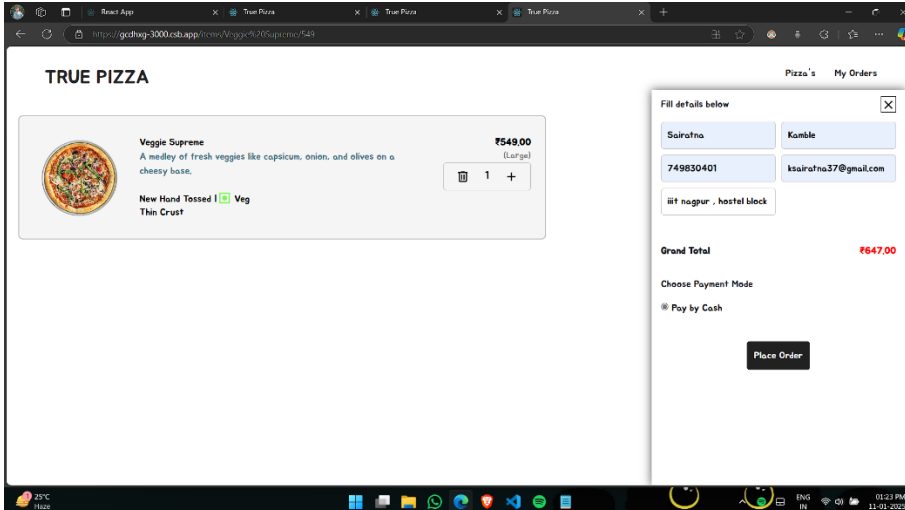 React App
True Pizza
True Pizza
True Pizza
https://gcdhxg-3000.csb.app/items/Veggie%20Supreme/549
TRUE PIZZA
Pizza's My Orders
Veggie Supreme
A medley of fresh veggies like capsicum, onion, and olives on a
cheesy base.
New Hand Tossed | Veg
Thin Crust
₹549.00
(Large)
1
Fill details below
Sairatna Kamble
749830401 ksairatna37@gmail.com
iiit nagpur , hostel block
Grand Total ₹647.00
Choose Payment Mode
Pay by Cash
Place Order
25°C
Haze
ENG
IN
01:23 PM
11-01-2025